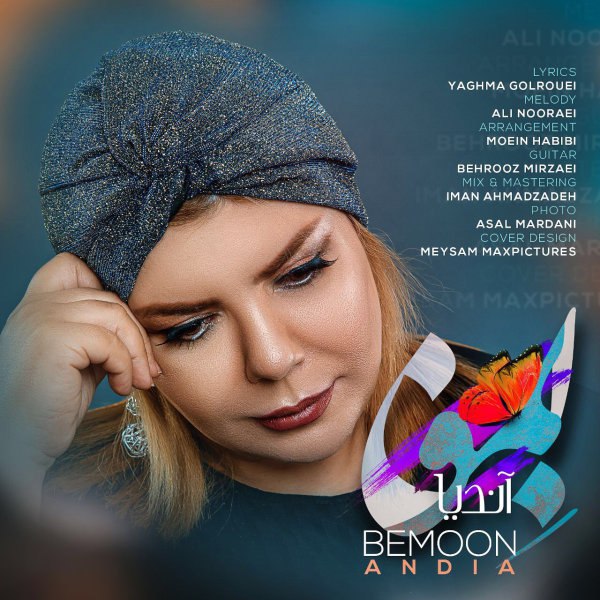 LYRICS
YAGHMA GOLROUEI
MELODY
ALI NOORAEI
ARRANGEMENT
MOEIN HABIBI
GUITAR
BEHROOZ MIRZAEI
MIX & MASTERING
IMAN AHMADZADEH
PHOTO
ASAL MARDANI
COVER DESIGN
MEYSAM MAXPICTURES
بمون
آندیا
BEMOON
ANDIA